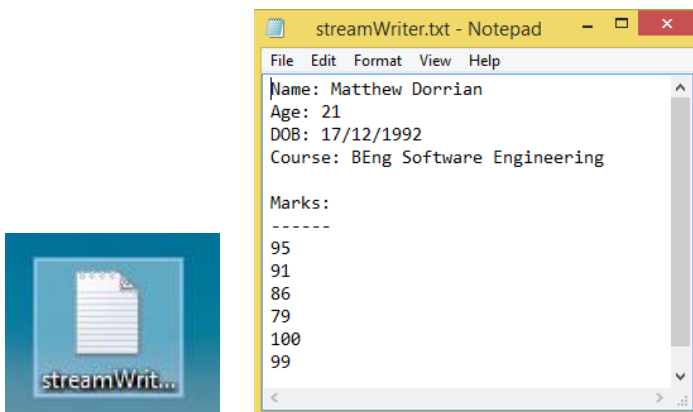 streamWriter.txt - Notepad
File Edit Format View Help
Name: Matthew Dorrian
Age: 21
DOB: 17/12/1992
Course: BEng Software Engineering
Marks:
------
95
91
86
79
100
99
streamWrit...